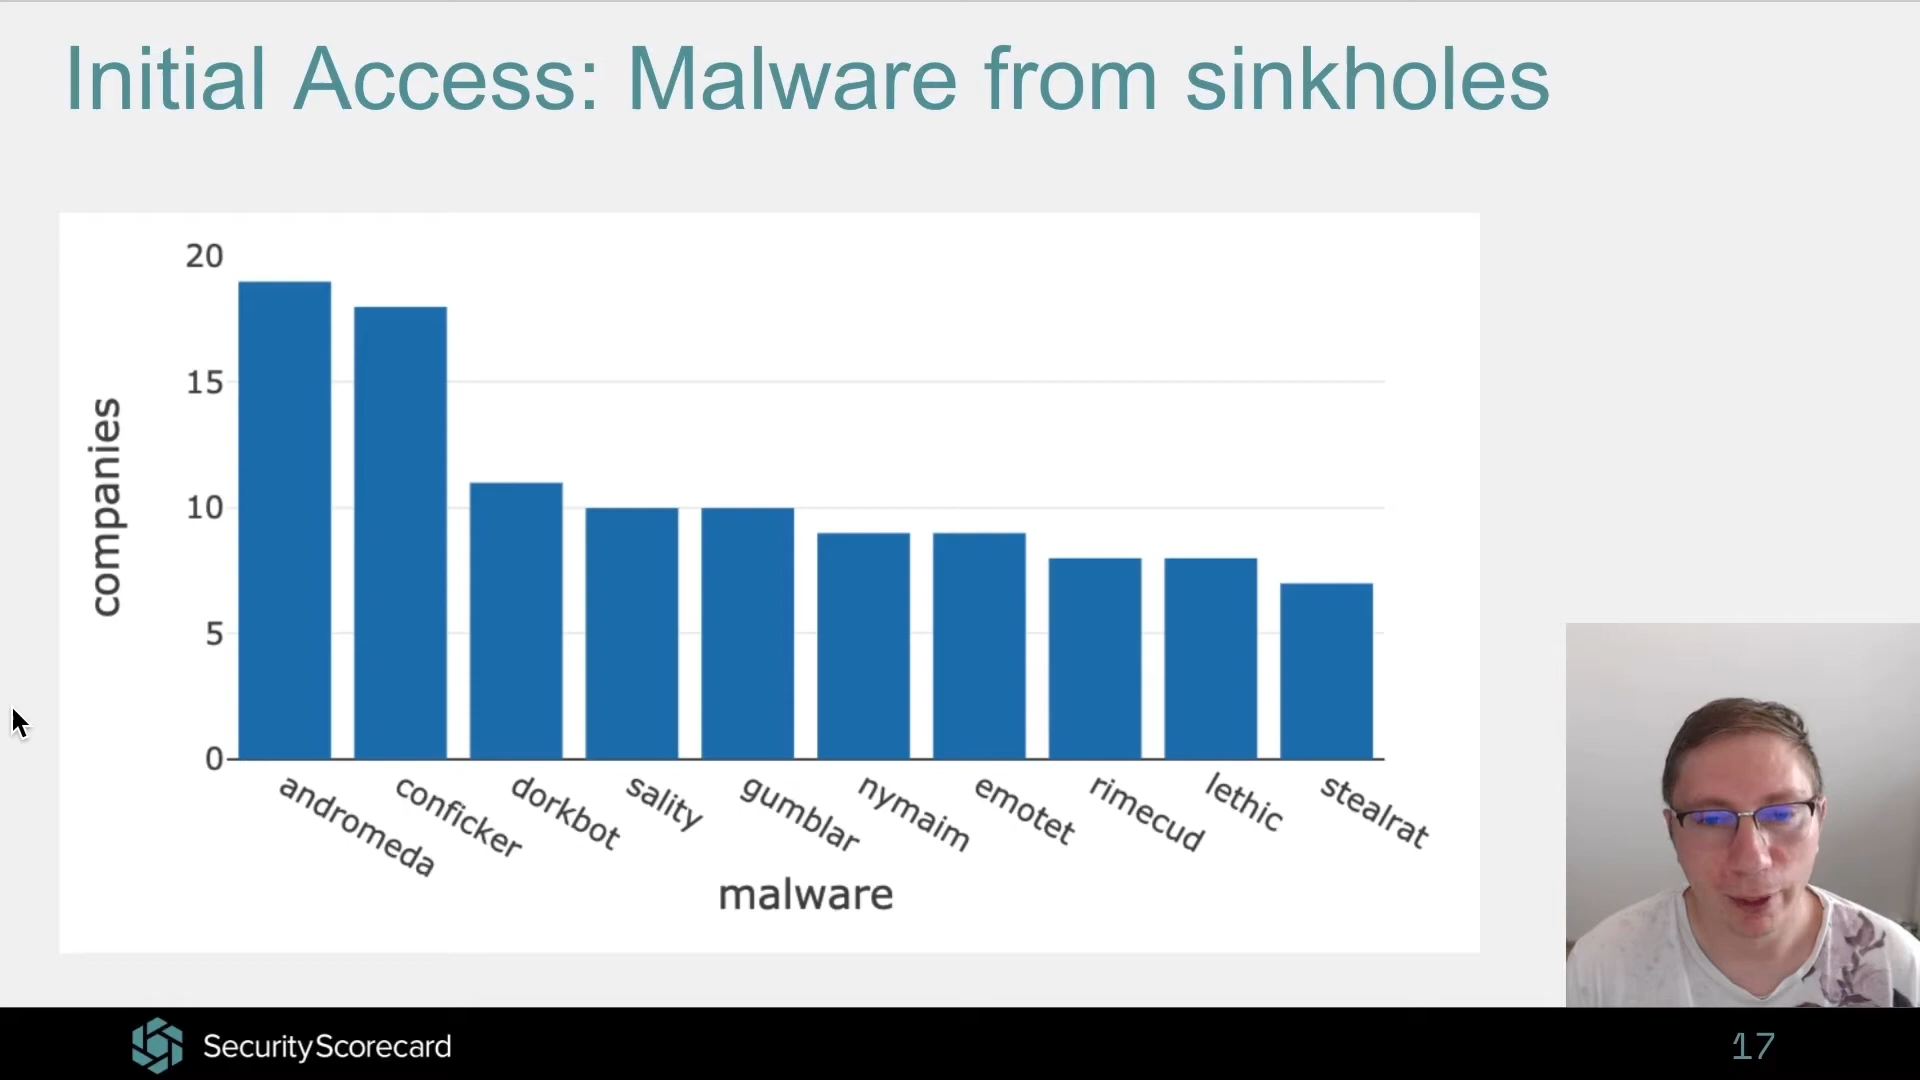 Initial Access: Malware from sinkholes
20
15
10
5
0
companies
andromeda
conficker
dorkbot
sality
gumblar
nymaim
emotet
rimecud
lethic
stealrat
malware
SecurityScorecard
17